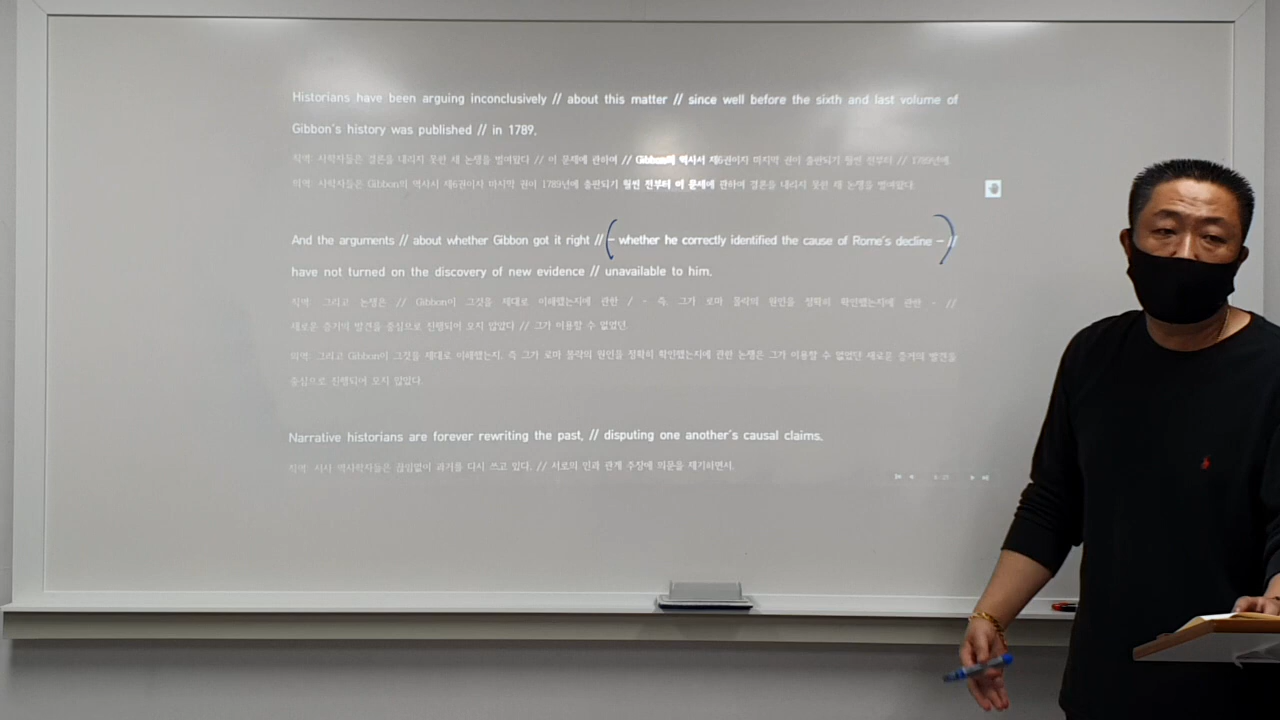 Historians have been arguing inconclusively // about this matter // since well before the sixth and last volume of
Gibbon's history was published // in 1789.
직역: 사학자들은 결론을 내리지 못한 채 논쟁을 벌여왔다 // 이 문제에 관하여 // Gibbon의 역사서 제6권이자 마지막 권이 출판되기 훨씬 전부터 // 1789년에
의역: 사학자들은 Gibbon의 역사서 제6권이자 마지막 권이 1789년에 출판되기 훨씬 전부터 이 문제에 관하여 결론을 내리지 못한 채 논쟁을 벌여왔다.
And the arguments // about whether Gibbon got it right // – whether he correctly identified the cause of Rome's decline – //
have not turned on the discovery of new evidence // unavailable to him.
직역: 그리고 논쟁은 // Gibbon이 그것을 제대로 이해했는지에 관한 / - 즉, 그가 로마 몰락의 원인을 정확히 확인했는지에 관한 - //
새로운 증거의 발견을 중심으로 진행되어 오지 않았다 // 그가 이용할 수 없었던.
의역: 그리고 Gibbon이 그것을 제대로 이해했는지, 즉 그가 로마 몰락의 원인을 정확히 확인했는지에 관한 논쟁은 그가 이용할 수 없었던 새로운 증거의 발견을
중심으로 진행되어 오지 않았다.
Narrative historians are forever rewriting the past, // disputing one another's causal claims.
직역: 서사 역사학자들은 끊임없이 과거를 다시 쓰고 있다. // 서로의 인과 관계 주장에 의문을 제기하면서.